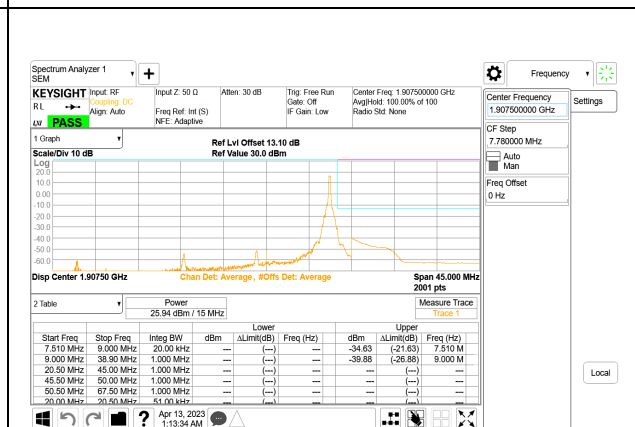 Spectrum Analyzer 1
SEM
Frequency
KEYSIGHT
RL
PASS
Input: RF
Coupling: DC
Align: Auto
Input Z: 50 Ω
Freq Ref: Int (S)
NFE: Adaptive
Atten: 30 dB
Trig: Free Run
Gate: Off
IF Gain: Low
Center Freq: 1.907500000 GHz
Avg|Hold: 100.00% of 100
Radio Std: None
Center Frequency
1.907500000 GHz
Settings
CF Step
7.780000 MHz
Auto
Man
Freq Offset
0 Hz
1 Graph
Ref Lvl Offset 13.10 dB
Scale/Div 10 dB
Ref Value 30.0 dBm
Log
20.0
10.0
0.00
-10.0
-20.0
-30.0
-40.0
-50.0
-60.0
Disp Center 1.90750 GHz
Chan Det: Average , #Offs Det: Average
Span 45.000 MHz
2001 pts
2 Table
Power
25.94 dBm / 15 MHz
Measure Trace
Trace 1
Lower Upper
Start Freq Stop Freq Integ BW dBm ΔLimit(dB) Freq (Hz) dBm ΔLimit(dB) Freq (Hz)
7.510 MHz 9.000 MHz 20.00 kHz --- (---) -34.63 (-21.63) 7.510 M
9.000 MHz 38.90 MHz 1.000 MHz --- (---) -39.88 (-26.88) 9.000 M
20.50 MHz 45.00 MHz 1.000 MHz --- (---) --- (---)
45.50 MHz 50.00 MHz 1.000 MHz --- (---) --- (---)
50.50 MHz 67.50 MHz 1.000 MHz --- (---) --- (---)
20.00 MHz 20.50 MHz 51.00 kHz --- (---) --- (---)
Local
?
Apr 13, 2023
1:13:34 AM